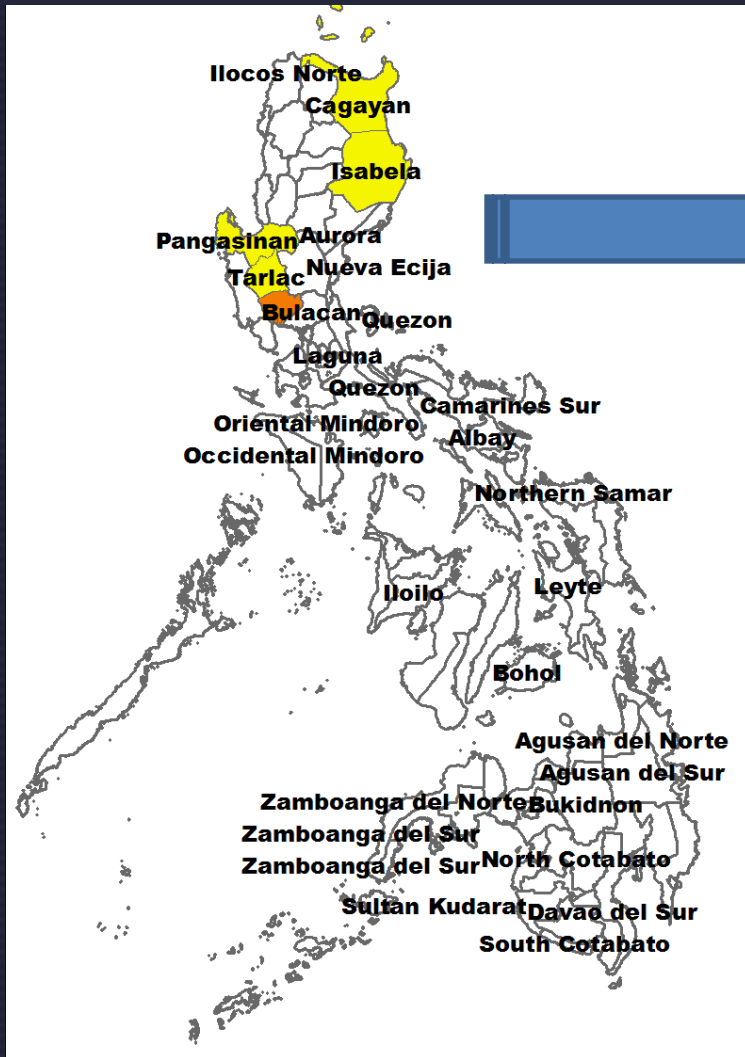 Ilocos Norte
Cagayan
Isabela
Pangasinan
Aurora
Tarlac
Nueva Ecija
Bulacan
Quezon
Laguna
Quezon
Camarines Sur
Oriental Mindoro
Albay
Occidental Mindoro
Northern Samar
Iloilo
Leyte
Bohol
Agusan del Norte
Agusan del Sur
Zamboanga del Norte
Bukidnon
Zamboanga del Sur
Zamboanga del Sur
North Cotabato
Sultan Kudarat
Davao del Sur
South Cotabato